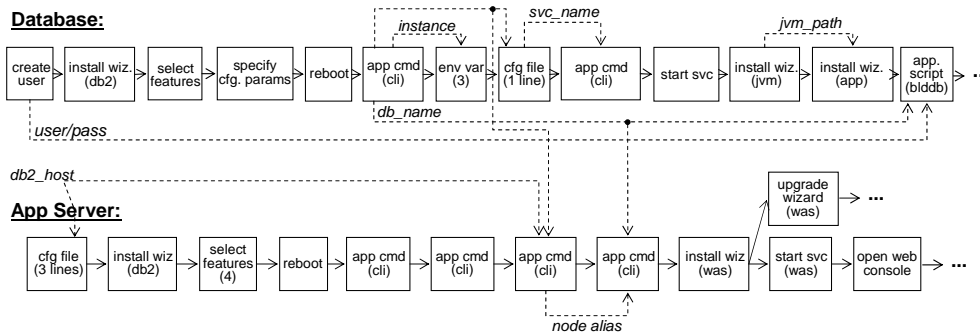 Database:
svc_name
instance
jvm_path
create
user
install wiz.
(db2)
select
features
specify
cfg. params
reboot
app cmd
(cli)
env var
(3)
cfg file
(1 line)
app cmd
(cli)
start svc
install wiz.
(jvm)
install wiz.
(app)
app.
script
(blddb)
...
db_name
user/pass
db2_host
App Server:
upgrade
wizard
(was)
...
cfg file
(3 lines)
install wiz
(db2)
select
features
(4)
reboot
app cmd
(cli)
app cmd
(cli)
app cmd
(cli)
app cmd
(cli)
install wiz
(was)
start svc
(was)
open web
console
...
node alias